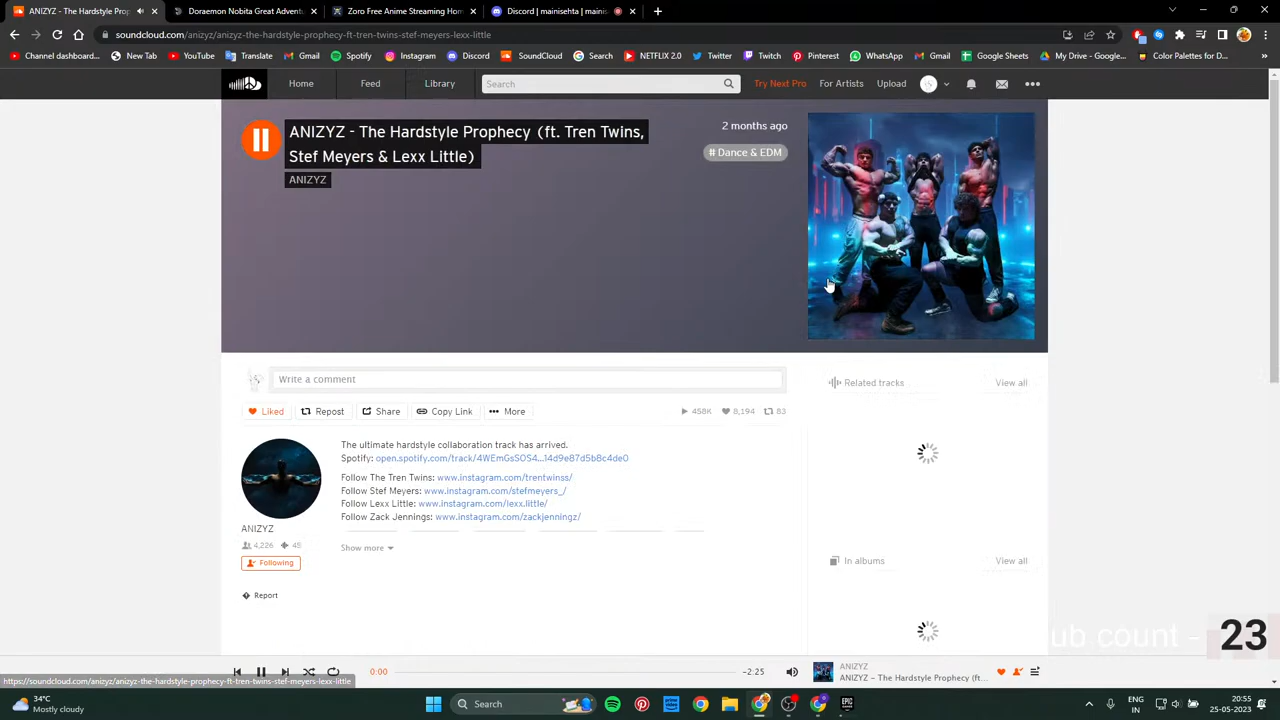 ANIZYZ - The Hardstyle Pr
Doraemon Nobita Great Adventu
Zoro Free Anime Streaming Hom
Discord | mainisehta | mainis
soundcloud.com/anizyz/anizyz-the-hardstyle-prophecy-ft-tren-twins-stef-meyers-lexx-little
Channel dashboard... New Tab YouTube Translate Gmail Spotify Instagram Discord SoundCloud Search NETFLIX 2.0 Twitter Twitch Pinterest WhatsApp Gmail Google Sheets My Drive - Google... Color Palettes for D...
Home Feed Library Search Try Next Pro For Artists Upload
ANIZYZ - The Hardstyle Prophecy (ft. Tren Twins,
Stef Meyers & Lexx Little)
ANIZYZ
2 months ago
# Dance & EDM
Write a comment
Liked Repost Share Copy Link More 458K 8,194 83
The ultimate hardstyle collaboration track has arrived.
Spotify: open.spotify.com/track/4WEmGsSOS4...14d9e87d5b8c4de0
Follow The Tren Twins: www.instagram.com/trentwinss/
Follow Stef Meyers: www.instagram.com/stefmeyers_/
Follow Lexx Little: www.instagram.com/lexx.little/
Follow Zack Jennings: www.instagram.com/zackjenningz/
Show more
ANIZYZ
4,226 45
Following
Report
Related tracks View all
In albums View all
ub count - 23
0:00 -2:25
ANIZYZ
ANIZYZ - The Hardstyle Prophecy (ft...
https://soundcloud.com/anizyz/anizyz-the-hardstyle-prophecy-ft-tren-twins-stef-meyers-lexx-little
34°C
Mostly cloudy
Search
ENG
IN
20:55
25-05-2023